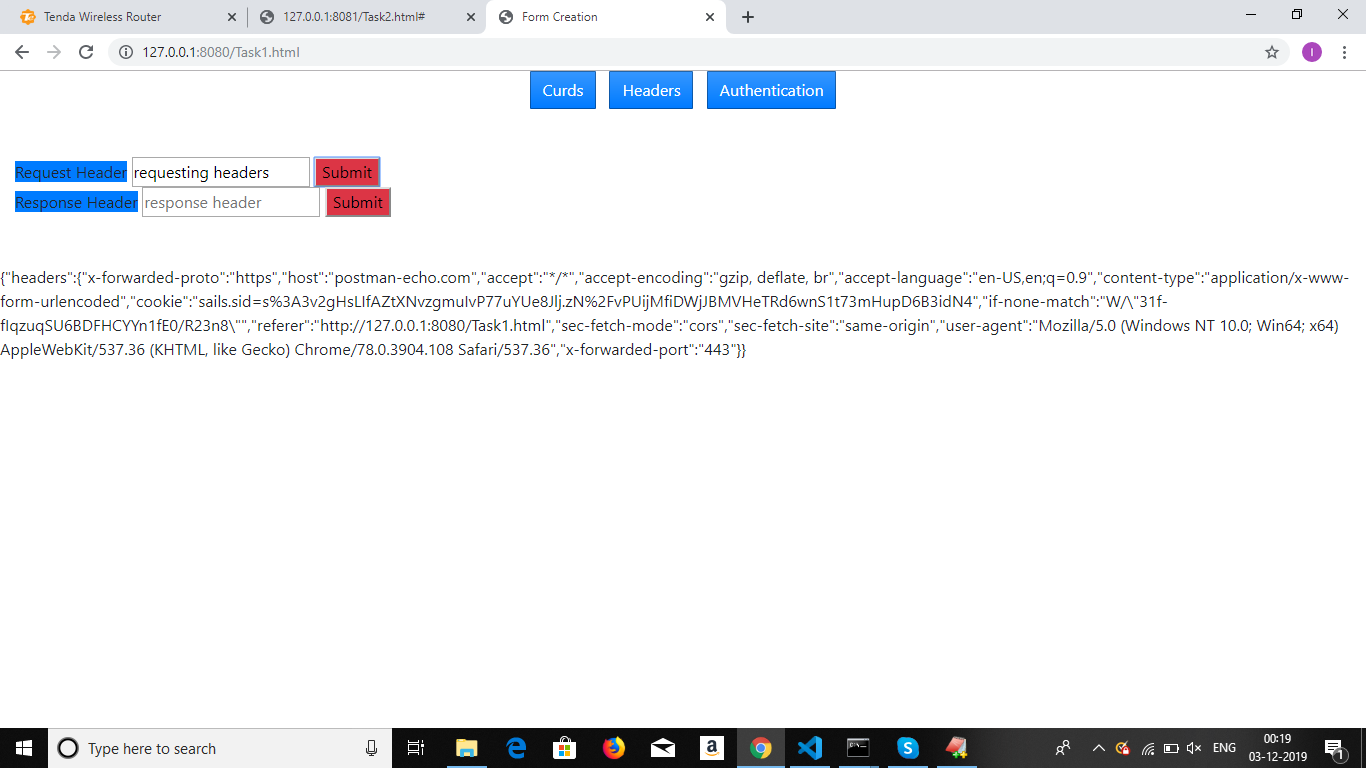 Tenda Wireless Router
127.0.0.1:8081/Task2.html#
Form Creation
127.0.0.1:8080/Task1.html
I
Curds
Headers
Authentication
Request Header
requesting headers
Submit
Response Header
response header
Submit
{"headers":{"x-forwarded-proto":"https","host":"postman-echo.com","accept":"*/*","accept-encoding":"gzip, deflate, br","accept-language":"en-US,en;q=0.9","content-type":"application/x-www-
form-urlencoded","cookie":"sails.sid=s%3A3v2gHsLIfAZtXNvzgmuIvP77uYUe8Jlj.zN%2FvPUijMfiDWjJBMVHeTRd6wnS1t73mHupD6B3idN4","if-none-match":"W/\"31f-
fIqzuqSU6BDFHCYYn1fE0/R23n8\"","referer":"http://127.0.0.1:8080/Task1.html","sec-fetch-mode":"cors","sec-fetch-site":"same-origin","user-agent":"Mozilla/5.0 (Windows NT 10.0; Win64; x64)
AppleWebKit/537.36 (KHTML, like Gecko) Chrome/78.0.3904.108 Safari/537.36","x-forwarded-port":"443"}}
Type here to search
ENG
00:19
03-12-2019
1